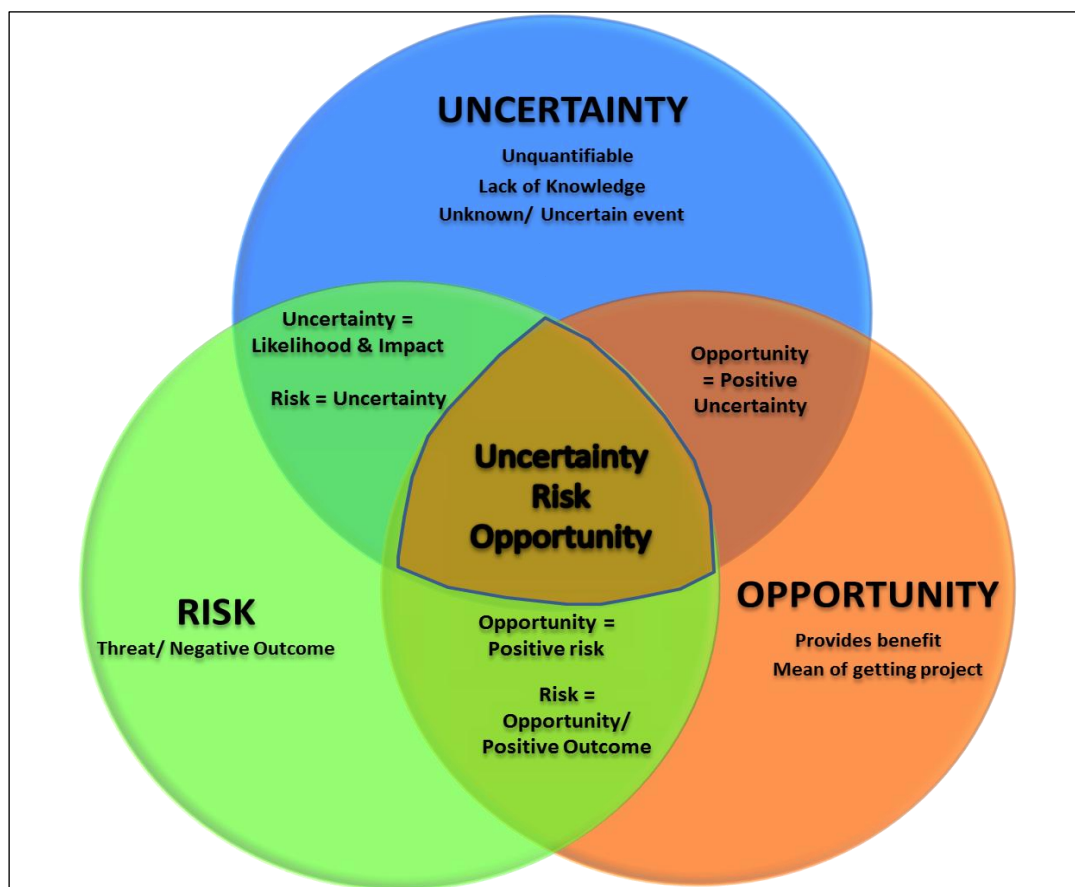 UNCERTAINTY
Unquantifiable
Lack of Knowledge
Unknown/ Uncertain event
Uncertainty =
Likelihood & Impact
Risk = Uncertainty
Opportunity
= Positive
Uncertainty
Uncertainty
Risk
Opportunity
RISK
Threat/ Negative Outcome
OPPORTUNITY
Provides benefit
Mean of getting project
Opportunity =
Positive risk
Risk =
Opportunity/
Positive Outcome